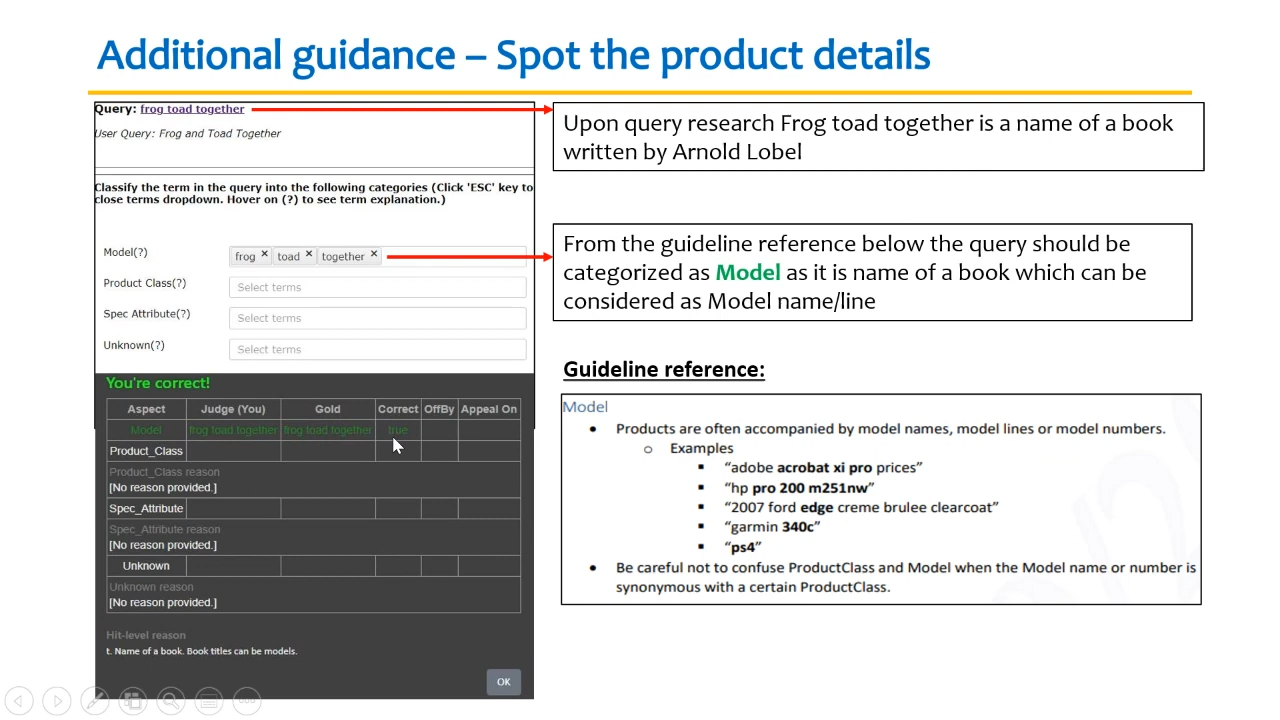 Additional guidance – Spot the product details
Query: frog toad together
User Query: Frog and Toad Together
Classify the term in the query into the following categories (Click 'ESC' key to
close terms dropdown. Hover on (?) to see term explanation.)
Model(?)
frog × toad × together ×
Product Class(?)
Select terms
Spec Attribute(?)
Select terms
Unknown(?)
Select terms
You're correct!
Aspect Judge (You) Gold Correct OffBy Appeal On
Model frog toad together frog toad together true
Product_Class
Product_Class reason
[No reason provided.]
Spec_Attribute
Spec_Attribute reason
[No reason provided.]
Unknown
Unknown reason
[No reason provided.]
Hit-level reason
t. Name of a book. Book titles can be models.
OK
Upon query research Frog toad together is a name of a book
written by Arnold Lobel
From the guideline reference below the query should be
categorized as Model as it is name of a book which can be
considered as Model name/line
Guideline reference:
Model
• Products are often accompanied by model names, model lines or model numbers.
o Examples
▪ "adobe acrobat xi pro prices"
▪ "hp pro 200 m251nw"
▪ "2007 ford edge creme brulee clearcoat"
▪ "garmin 340c"
▪ "ps4"
• Be careful not to confuse ProductClass and Model when the Model name or number is
synonymous with a certain ProductClass.